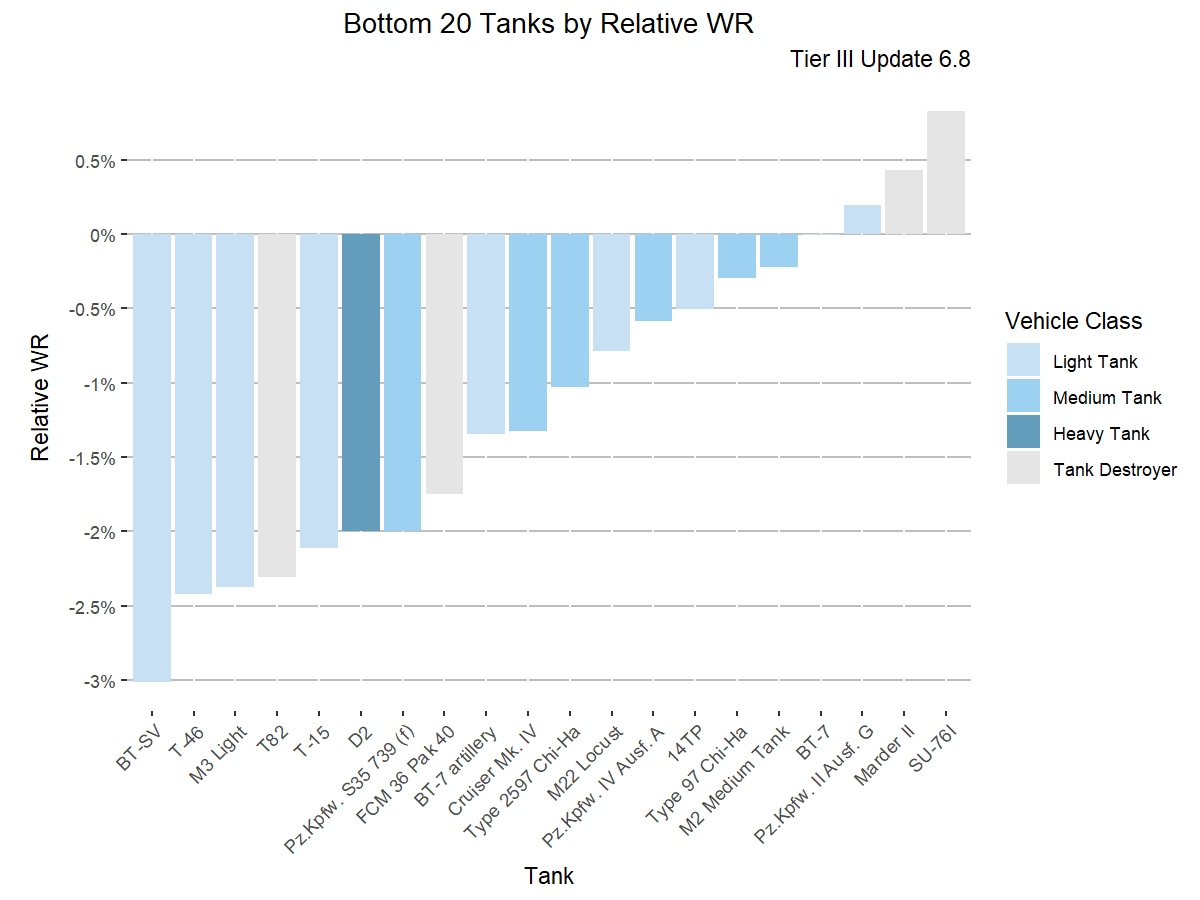 Bottom 20 Tanks by Relative WR
Tier III Update 6.8
0.5%
0%
-0.5%
-1%
-1.5%
-2%
-2.5%
-3%
Relative WR
BT-SV
T-46
M3 Light
T82
T-15
D2
Pz.Kpfw. S35 739 (f)
FCM 36 Pak 40
BT-7 artillery
Cruiser Mk. IV
Type 2597 Chi-Ha
M22 Locust
Pz.Kpfw. IV Ausf. A
14TP
Type 97 Chi-Ha
M2 Medium Tank
BT-7
Pz.Kpfw. II Ausf. G
Marder II
SU-76I
Tank
Vehicle Class
Light Tank
Medium Tank
Heavy Tank
Tank Destroyer